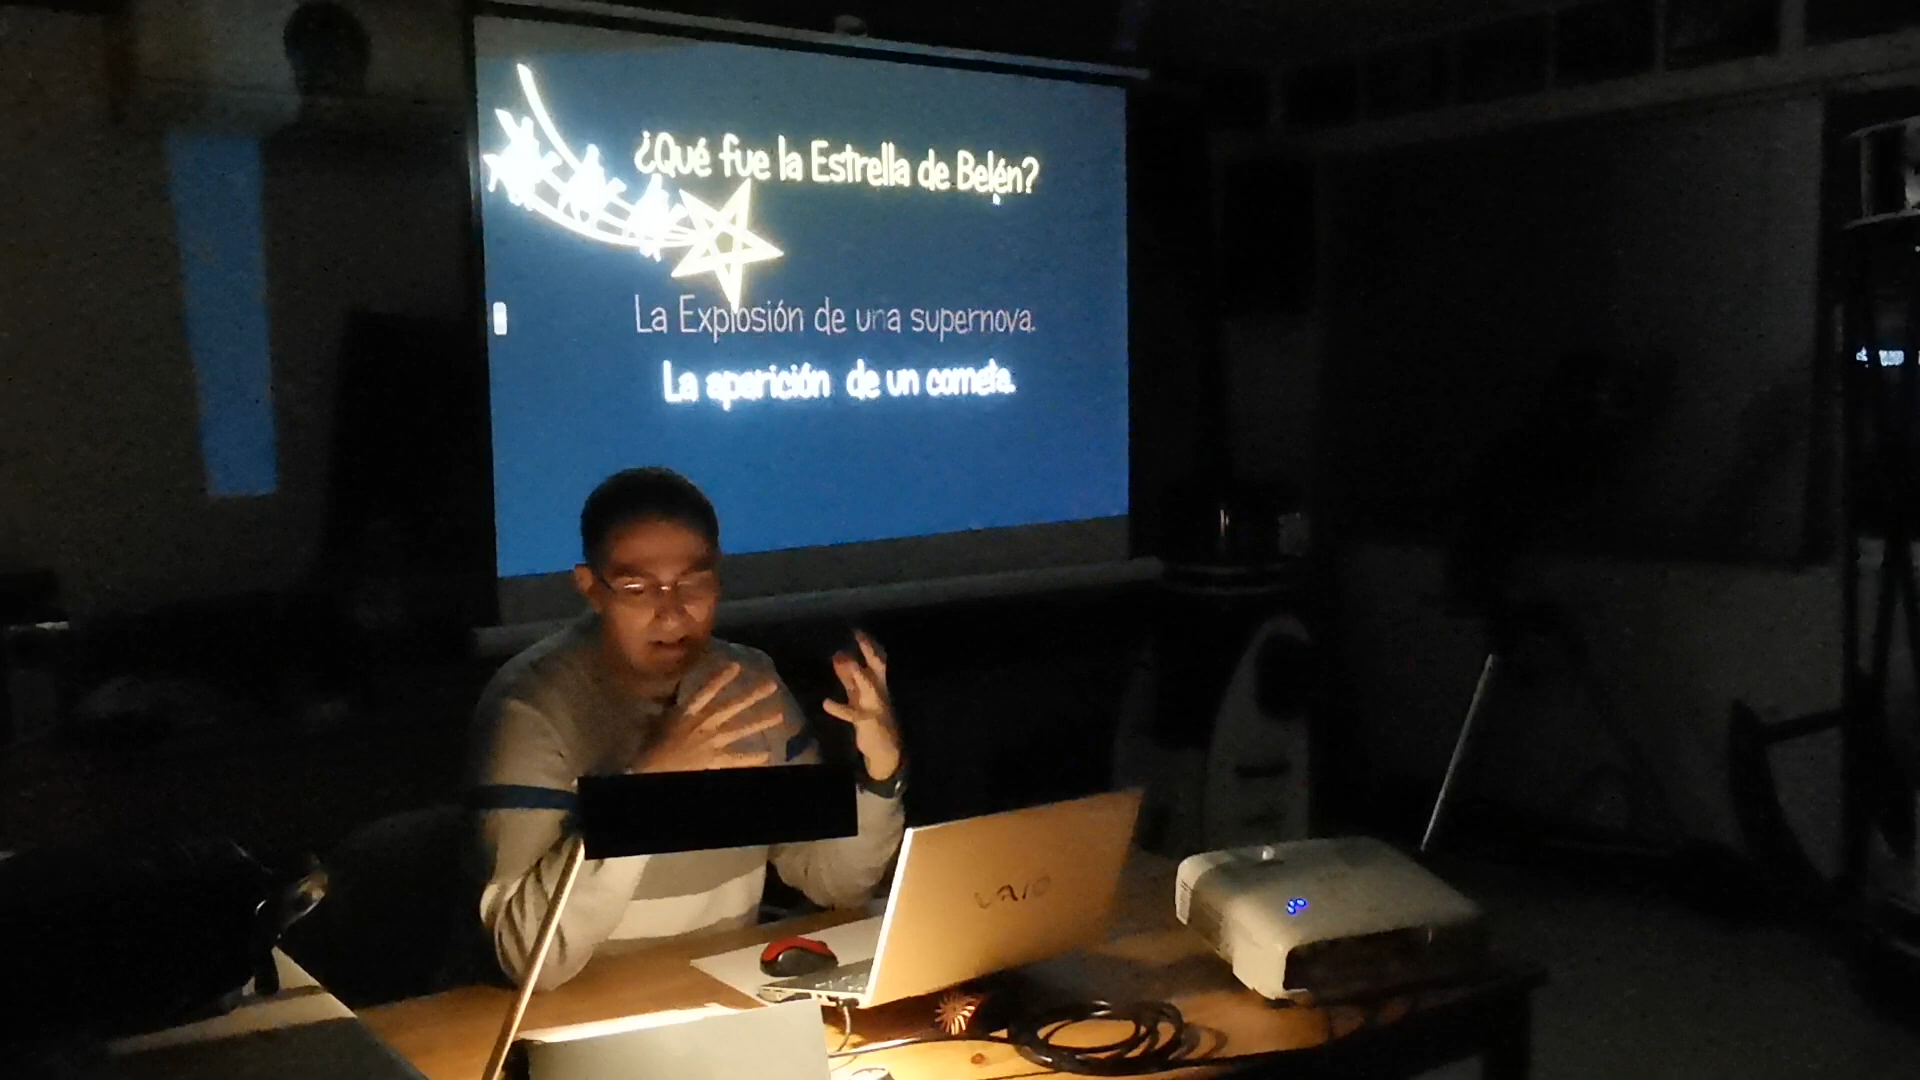 ¿Qué fue la Estrella de Belén?
La Explosión de una supernova.
La aparición de un cometa.
VAIO